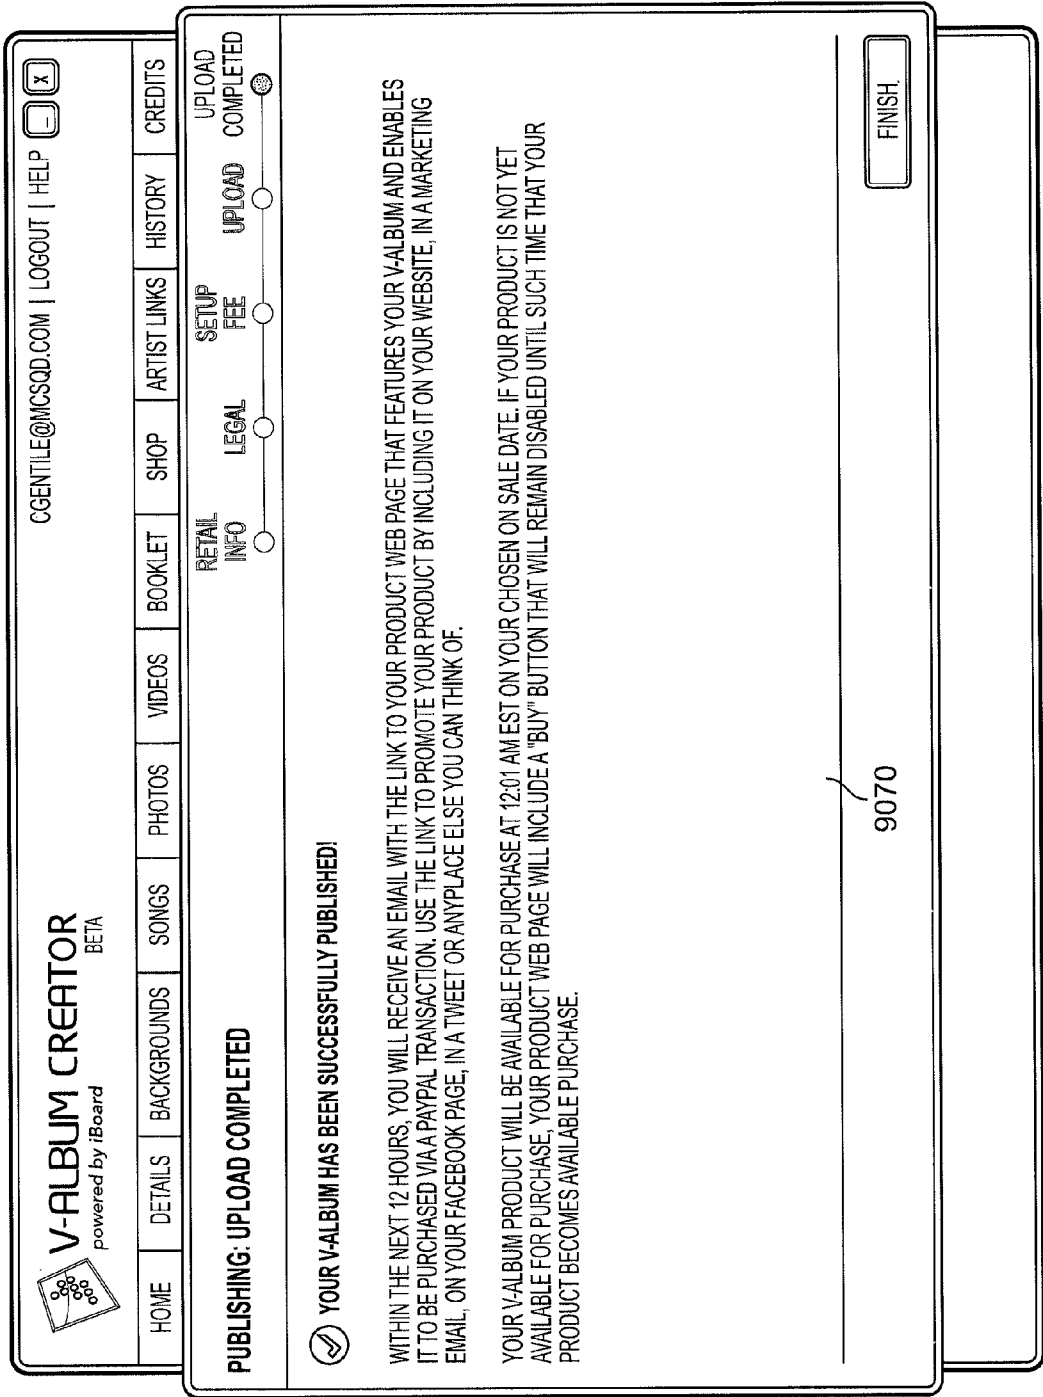 CGENTILE@MCSQD.COM | LOGOUT | HELP _ X
V-ALBUM CREATOR
powered by iBoard BETA
HOME DETAILS BACKGROUNDS SONGS PHOTOS VIDEOS BOOKLET SHOP ARTIST LINKS HISTORY CREDITS
PUBLISHING: UPLOAD COMPLETED
RETAIL INFO
LEGAL
SETUP FEE
UPLOAD
UPLOAD COMPLETED
YOUR V-ALBUM HAS BEEN SUCCESSFULLY PUBLISHED!
WITHIN THE NEXT 12 HOURS, YOU WILL RECEIVE AN EMAIL WITH THE LINK TO YOUR PRODUCT WEB PAGE THAT FEATURES YOUR V-ALBUM AND ENABLES
IT TO BE PURCHASED VIA A PAYPAL TRANSACTION. USE THE LINK TO PROMOTE YOUR PRODUCT BY INCLUDING IT ON YOUR WEBSITE, IN A MARKETING
EMAIL, ON YOUR FACEBOOK PAGE, IN A TWEET OR ANYPLACE ELSE YOU CAN THINK OF.
YOUR V-ALBUM PRODUCT WILL BE AVAILABLE FOR PURCHASE AT 12:01 AM EST ON YOUR CHOSEN ON SALE DATE. IF YOUR PRODUCT IS NOT YET
AVAILABLE FOR PURCHASE, YOUR PRODUCT WEB PAGE WILL INCLUDE A "BUY" BUTTON THAT WILL REMAIN DISABLED UNTIL SUCH TIME THAT YOUR
PRODUCT BECOMES AVAILABLE PURCHASE.
9070
FINISH.